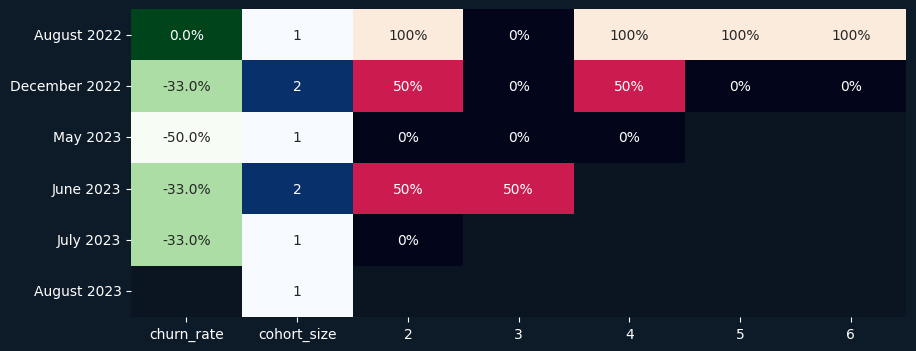 August 2022 0.0% 1 100% 0% 100% 100% 100%
December 2022 -33.0% 2 50% 0% 50% 0% 0%
May 2023 -50.0% 1 0% 0% 0%
June 2023 -33.0% 2 50% 50%
July 2023 -33.0% 1 0%
August 2023 1
churn_rate cohort_size 2 3 4 5 6